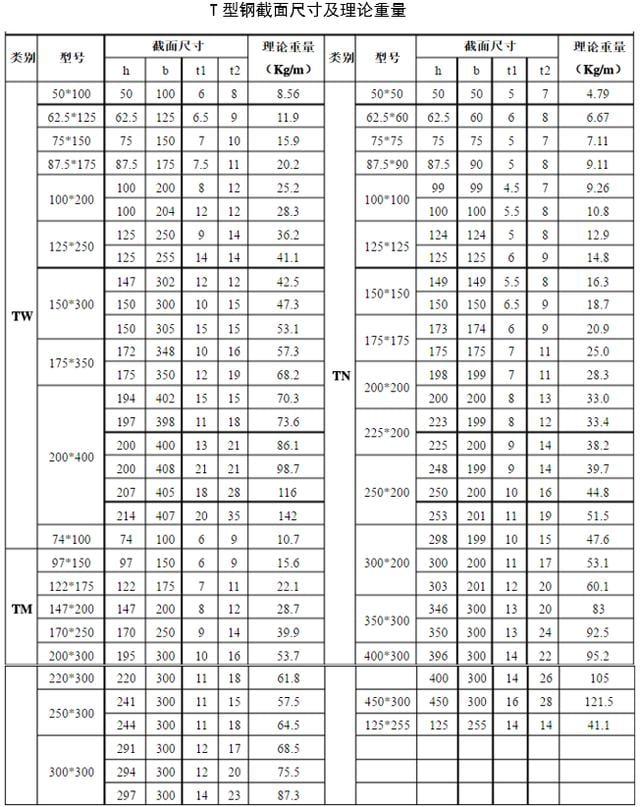 T 型钢截面尺寸及理论重量
类别 型号 截面尺寸 理论重量（Kg/m） 类别 型号 截面尺寸 理论重量（Kg/m）
h b t1 t2 h b t1 t2
50*100 50 100 6 8 8.56 50*50 50 50 5 7 4.79
62.5*125 62.5 125 6.5 9 11.9 62.5*60 62.5 60 6 8 6.67
75*150 75 150 7 10 15.9 75*75 75 75 5 7 7.11
87.5*175 87.5 175 7.5 11 20.2 87.5*90 87.5 90 5 8 9.11
100*200 100 200 8 12 25.2 100*100 99 99 4.5 7 9.26
100 204 12 12 28.3 100 100 5.5 8 10.8
125*250 125 250 9 14 36.2 125*125 124 124 5 8 12.9
125 255 14 14 41.1 125 125 6 9 14.8
150*300 147 302 12 12 42.5 150*150 149 149 5.5 8 16.3
TW 150 300 10 15 47.3 150 150 6.5 9 18.7
150 305 15 15 53.1 175*175 173 174 6 9 20.9
175*350 172 348 10 16 57.3 175 175 7 11 25.0
175 350 12 19 68.2 TN 200*200 198 199 7 11 28.3
200*400 194 402 15 15 70.3 200 200 8 13 33.0
197 398 11 18 73.6 225*200 223 199 8 12 33.4
200 400 13 21 86.1 225 200 9 14 38.2
200 408 21 21 98.7 250*200 248 199 9 14 39.7
207 405 18 28 116 250 200 10 16 44.8
214 407 20 35 142 253 201 11 19 51.5
74*100 74 100 6 9 10.7 300*200 298 199 10 15 47.6
97*150 97 150 6 9 15.6 300 200 11 17 53.1
122*175 122 175 7 11 22.1 303 201 12 20 60.1
TM 147*200 147 200 8 12 28.7 350*300 346 300 13 20 83
170*250 170 250 9 14 39.9 350 300 13 24 92.5
200*300 195 300 10 16 53.7 400*300 396 300 14 22 95.2
220*300 220 300 11 18 61.8 400 300 14 26 105
250*300 241 300 11 15 57.5 450*300 450 300 16 28 121.5
244 300 11 18 64.5 125*255 125 255 14 14 41.1
300*300 291 300 12 17 68.5
294 300 12 20 75.5
297 300 14 23 87.3